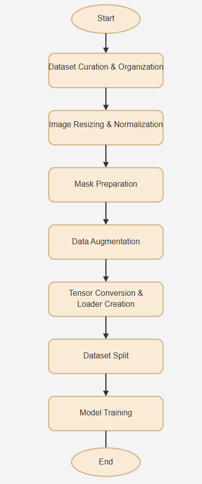 Start
Dataset Curation & Organization
Image Resizing & Normalization
Mask Preparation
Data Augmentation
Tensor Conversion &
Loader Creation
Dataset Split
Model Training
End